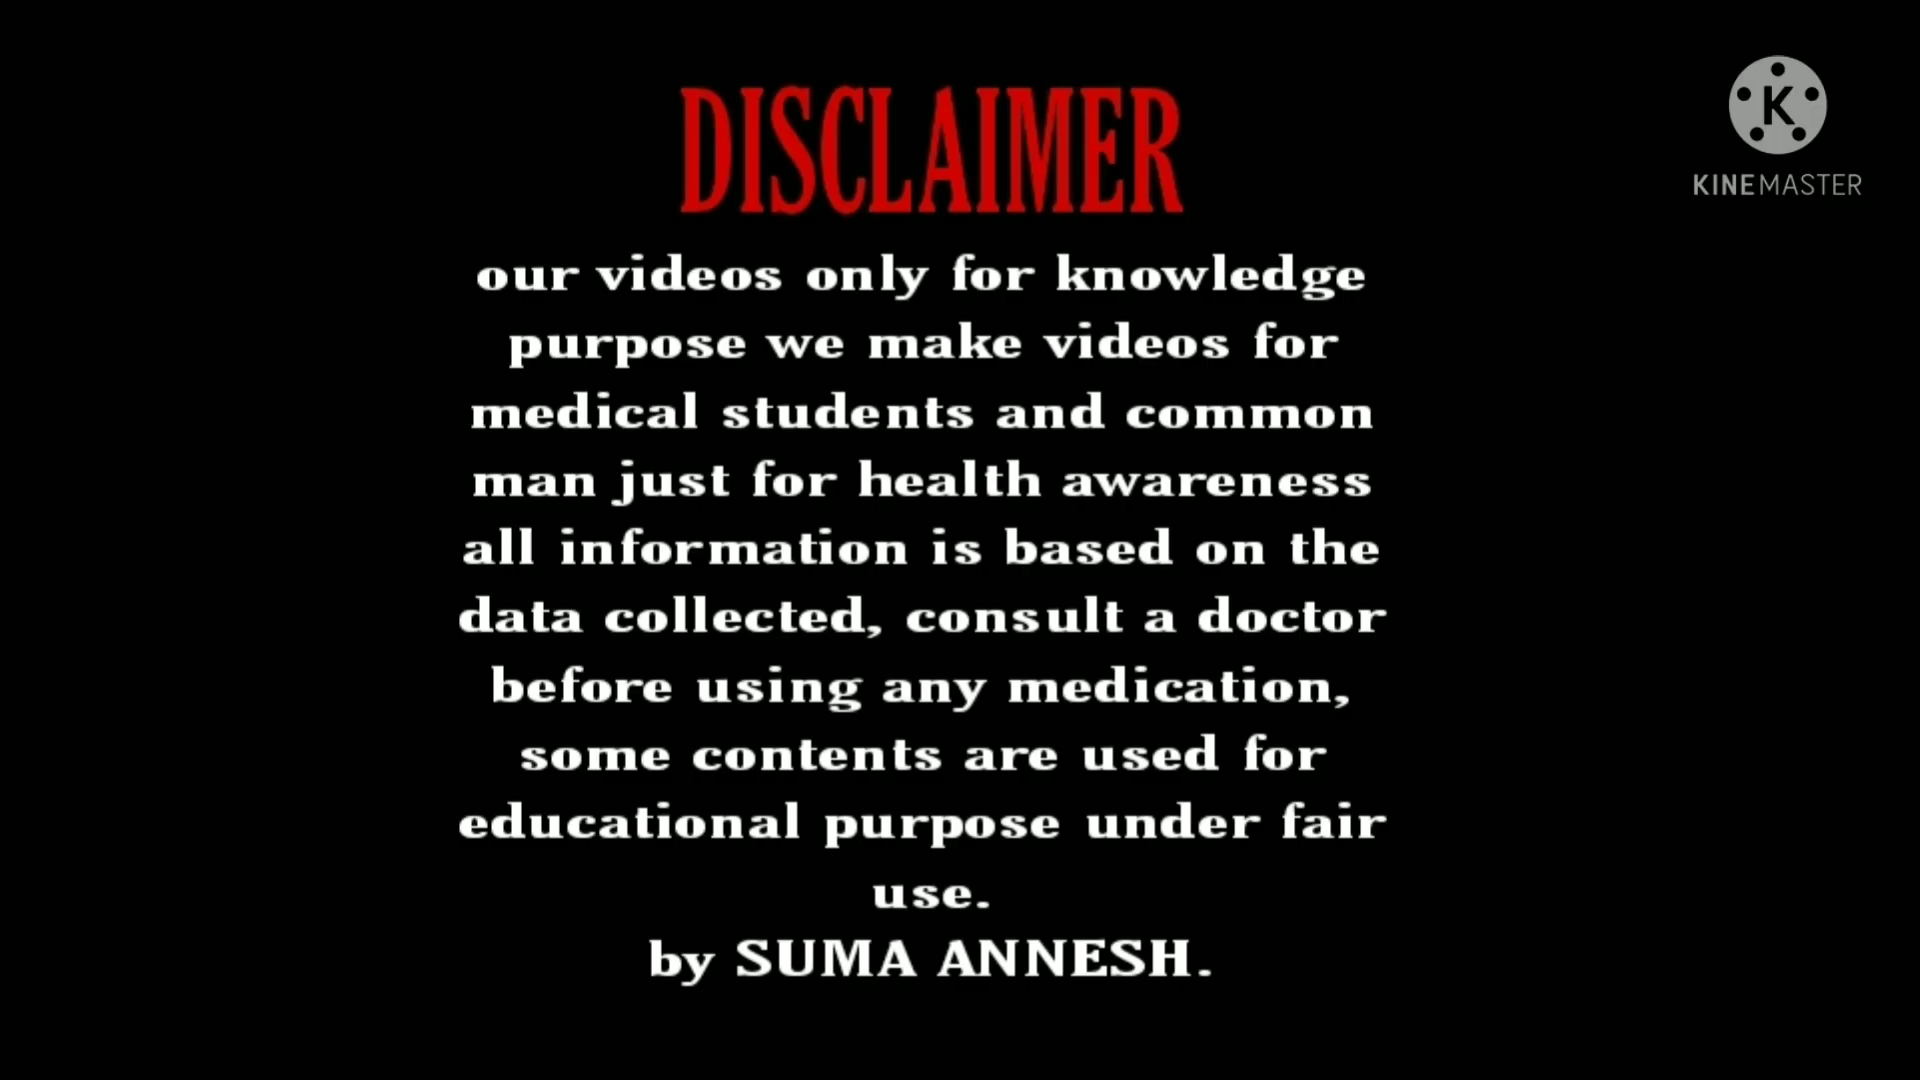 DISCLAIMER
K
KINEMASTER
our videos only for knowledge
purpose we make videos for
medical students and common
man just for health awareness
all information is based on the
data collected, consult a doctor
before using any medication,
some contents are used for
educational purpose under fair
use.
by SUMA ANNESH.